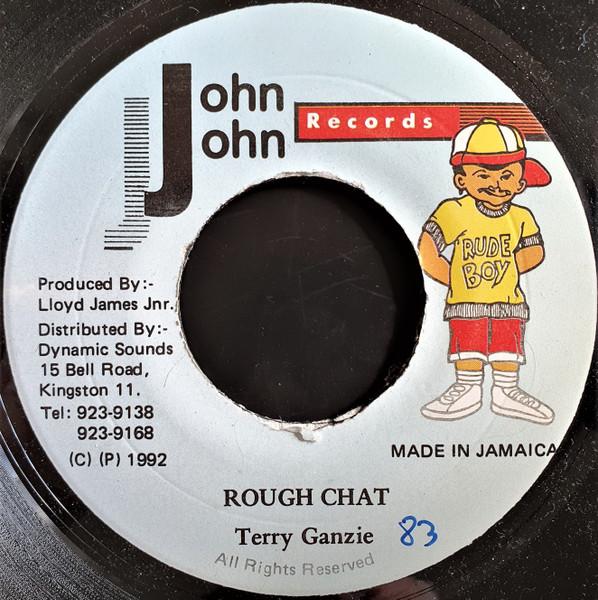 John
John
Records
RUDE
BOY
Produced By:-
Lloyd James Jnr.
Distributed By:-
Dynamic Sounds
15 Bell Road,
Kingston 11.
Tel: 923-9138
923-9168
(C) (P) 1992
MADE IN JAMAICA
ROUGH CHAT
Terry Ganzie 83
All Rights Reserved